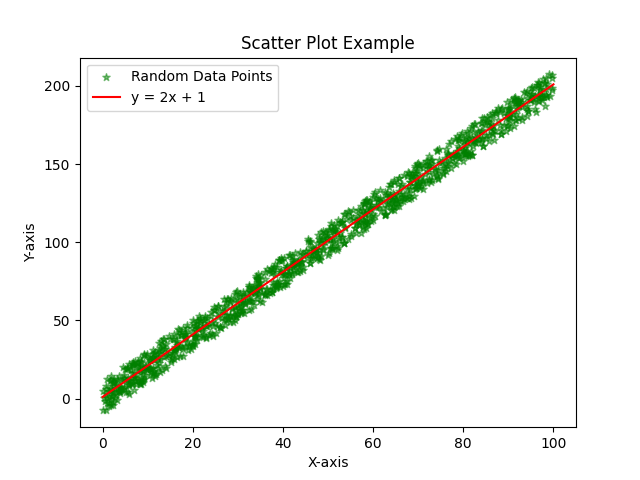 Scatter Plot Example
Random Data Points
y = 2x + 1
200
150
100
50
0
Y-axis
0 20 40 60 80 100
X-axis